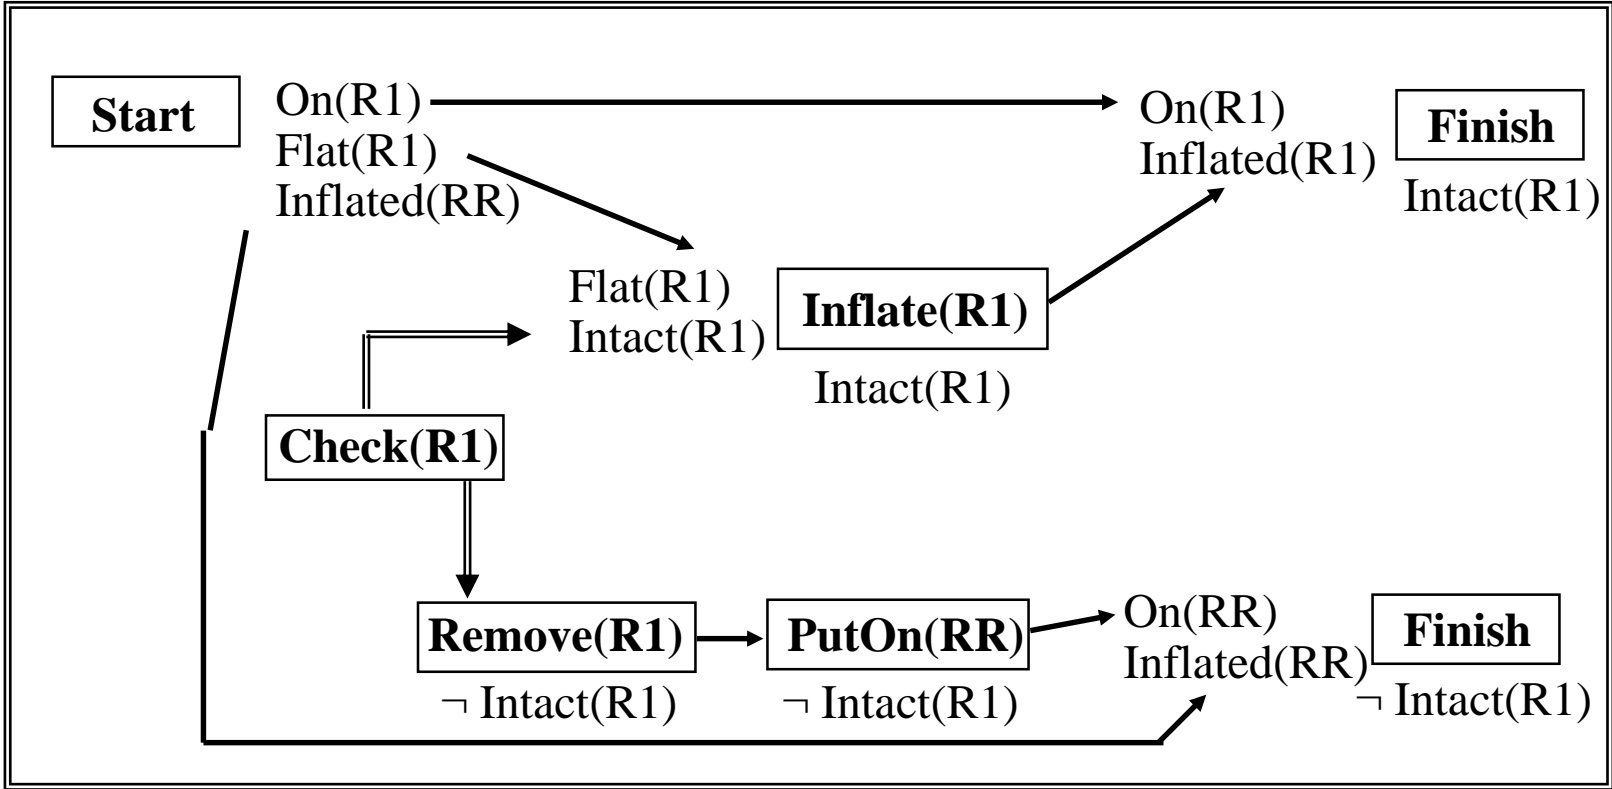 Start
On(R1)
Flat(R1)
Inflated(RR)
On(R1)
Inflated(R1)
Finish
Intact(R1)
Flat(R1)
Intact(R1)
Inflate(R1)
Intact(R1)
Check(R1)
Remove(R1)
¬ Intact(R1)
PutOn(RR)
¬ Intact(R1)
On(RR)
Inflated(RR)
Finish
¬ Intact(R1)